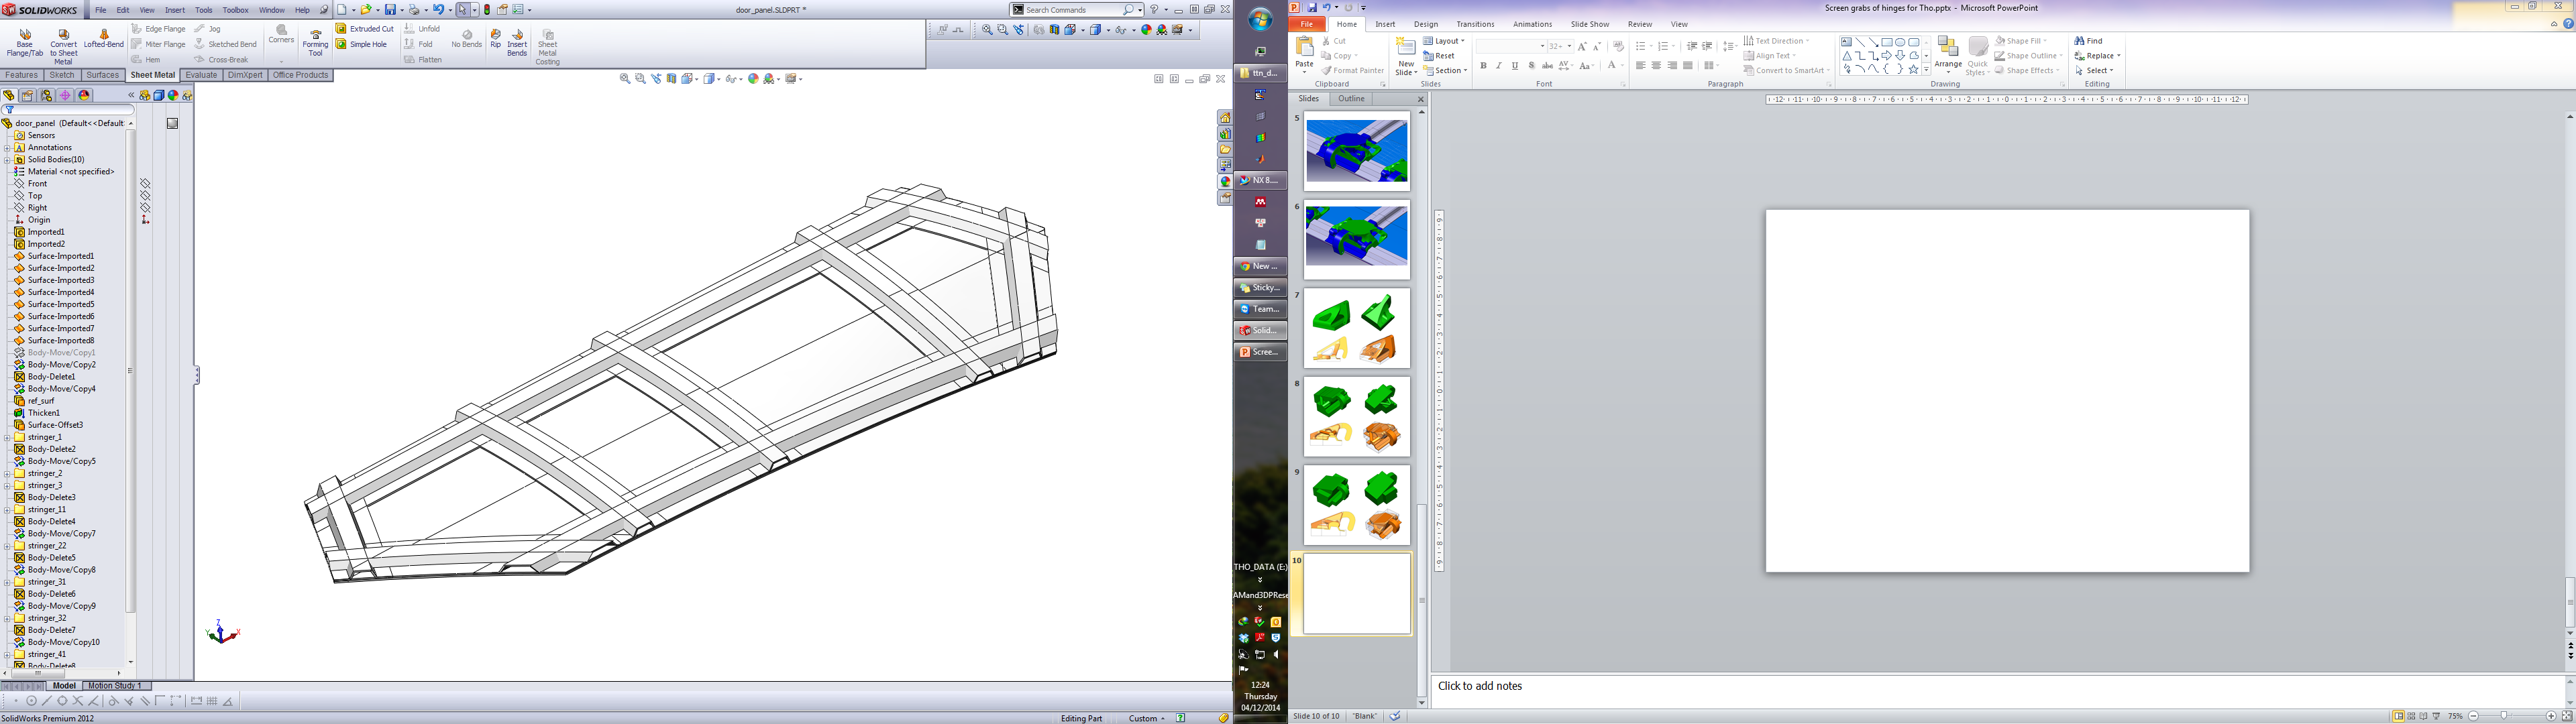 SOLIDWORKS File Edit View Insert Tools Toolbox Window Help
door_panel.SLDPRT *
Search Commands
Base Flange/Tab
Convert to Sheet Metal
Lofted-Bend
Edge Flange
Miter Flange
Hem
Jog
Sketched Bend
Cross-Break
Corners
Forming Tool
Extruded Cut
Simple Hole
Unfold
Fold
Flatten
No Bends
Rip
Insert Bends
Sheet Metal Costing
Features Sketch Surfaces Sheet Metal Evaluate DimXpert Office Products
door_panel (Default<<Default
Sensors
Annotations
Solid Bodies(10)
Material <not specified>
Front
Top
Right
Origin
Imported1
Imported2
Surface-Imported1
Surface-Imported2
Surface-Imported3
Surface-Imported4
Surface-Imported5
Surface-Imported6
Surface-Imported7
Surface-Imported8
Body-Move/Copy1
Body-Move/Copy2
Body-Delete1
Body-Move/Copy4
ref_surf
Thicken1
Surface-Offset3
stringer_1
Body-Delete2
Body-Move/Copy5
stringer_2
stringer_3
Body-Delete3
stringer_11
Body-Delete4
Body-Move/Copy7
stringer_22
Body-Delete5
Body-Move/Copy8
stringer_31
Body-Delete6
Body-Move/Copy9
stringer_32
Body-Delete7
Body-Move/Copy10
stringer_41
Body-Delete8
Z
Y
X
Model Motion Study 1
SolidWorks Premium 2012
Editing Part
Custom
ttn_d...
NX 8....
New ...
Sticky...
Team...
Solid...
Scree...
THO_DATA (E:)
AMand3DPRese
12:24
Thursday
04/12/2014
Screen grabs of hinges for Tho.pptx - Microsoft PowerPoint
File Home Insert Design Transitions Animations Slide Show Review View
Paste
Cut
Copy
Format Painter
Clipboard
New Slide
Layout
Reset
Section
Slides
32
Font
Text Direction
Align Text
Convert to SmartArt
Paragraph
Arrange
Quick Styles
Shape Fill
Shape Outline
Shape Effects
Drawing
Find
Replace
Select
Editing
Slides Outline
5
6
7
8
9
10
Click to add notes
Slide 10 of 10
"Blank"
75%